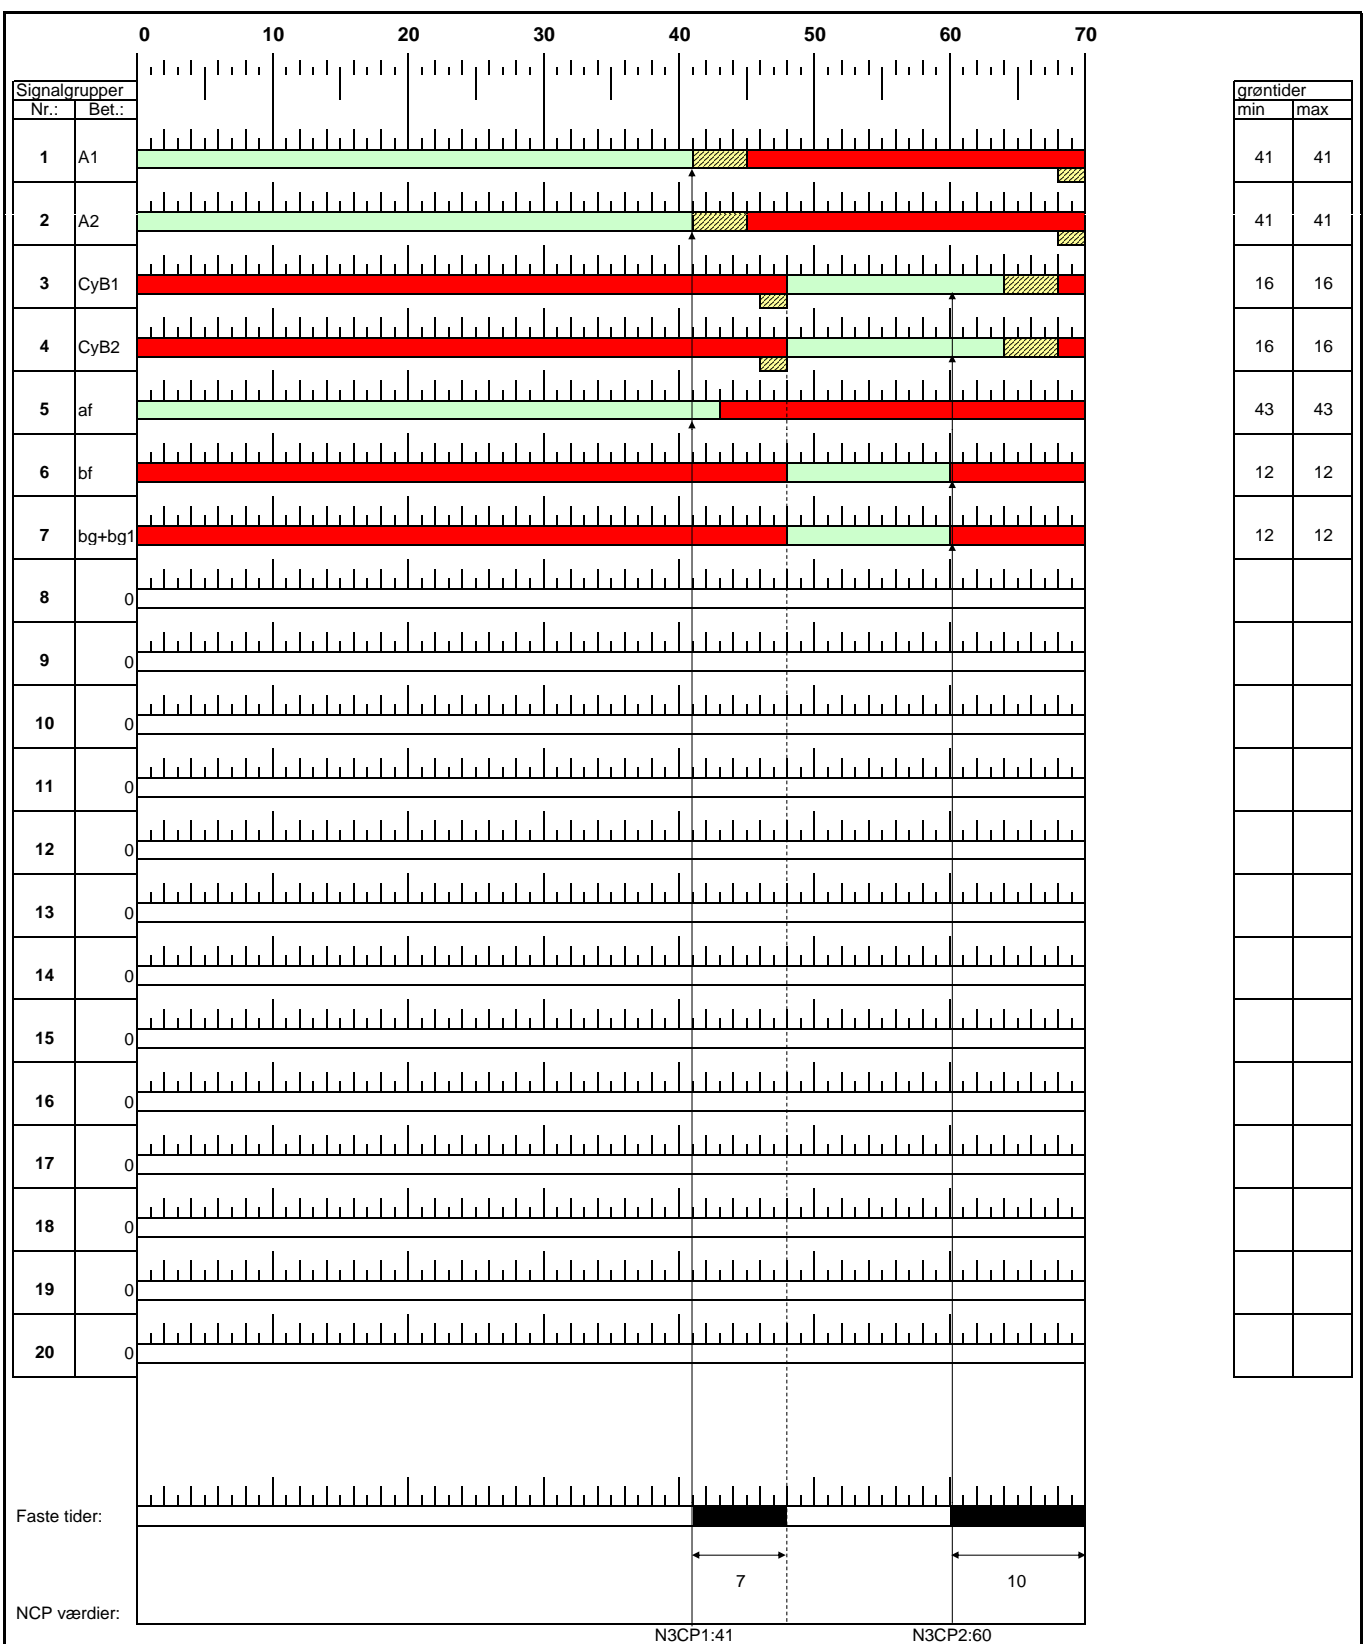 0 10 20 30 40 50 60 70
Signalgrupper grøntider
Nr.: Bet.: min max
1 A1 41 41
2 A2 41 41
3 CyB1 16 16
4 CyB2 16 16
5 af 43 43
6 bf 12 12
7 bg+bg1 12 12
8 0
9 0
10 0
11 0
12 0
13 0
14 0
15 0
16 0
17 0
18 0
19 0
20 0
Faste tider:
7 10
NCP værdier:
N3CP1:41 N3CP2:60